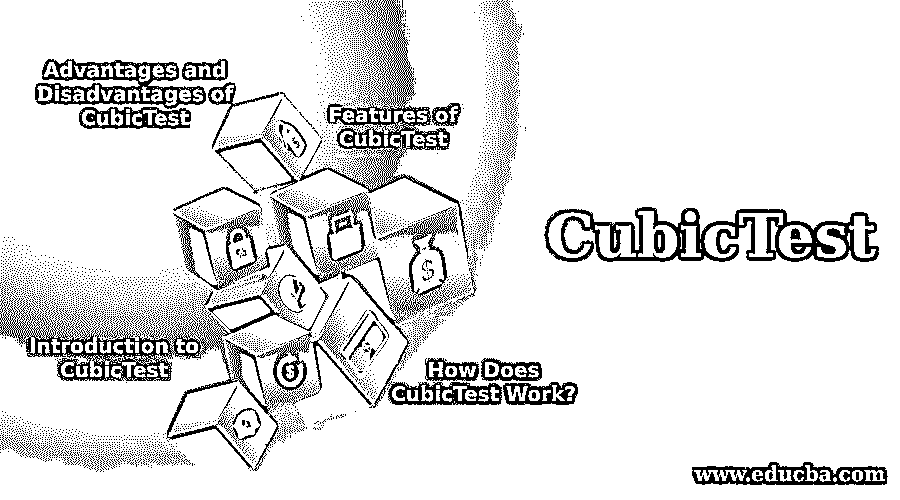 Advantages and
Disadvantages of
CubicTest
Features of
CubicTest
CubicTest
Introduction to
CubicTest
How Does
CubicTest Work?
www.educba.com